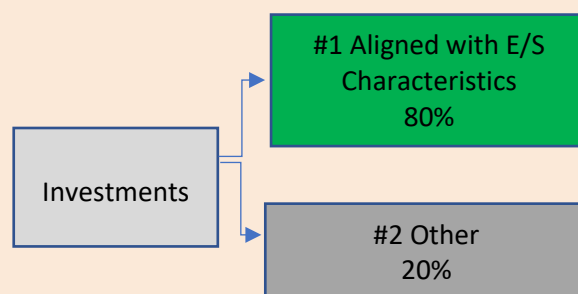 #1 Aligned with E/S
Characteristics
80%
Investments
#2 Other
20%